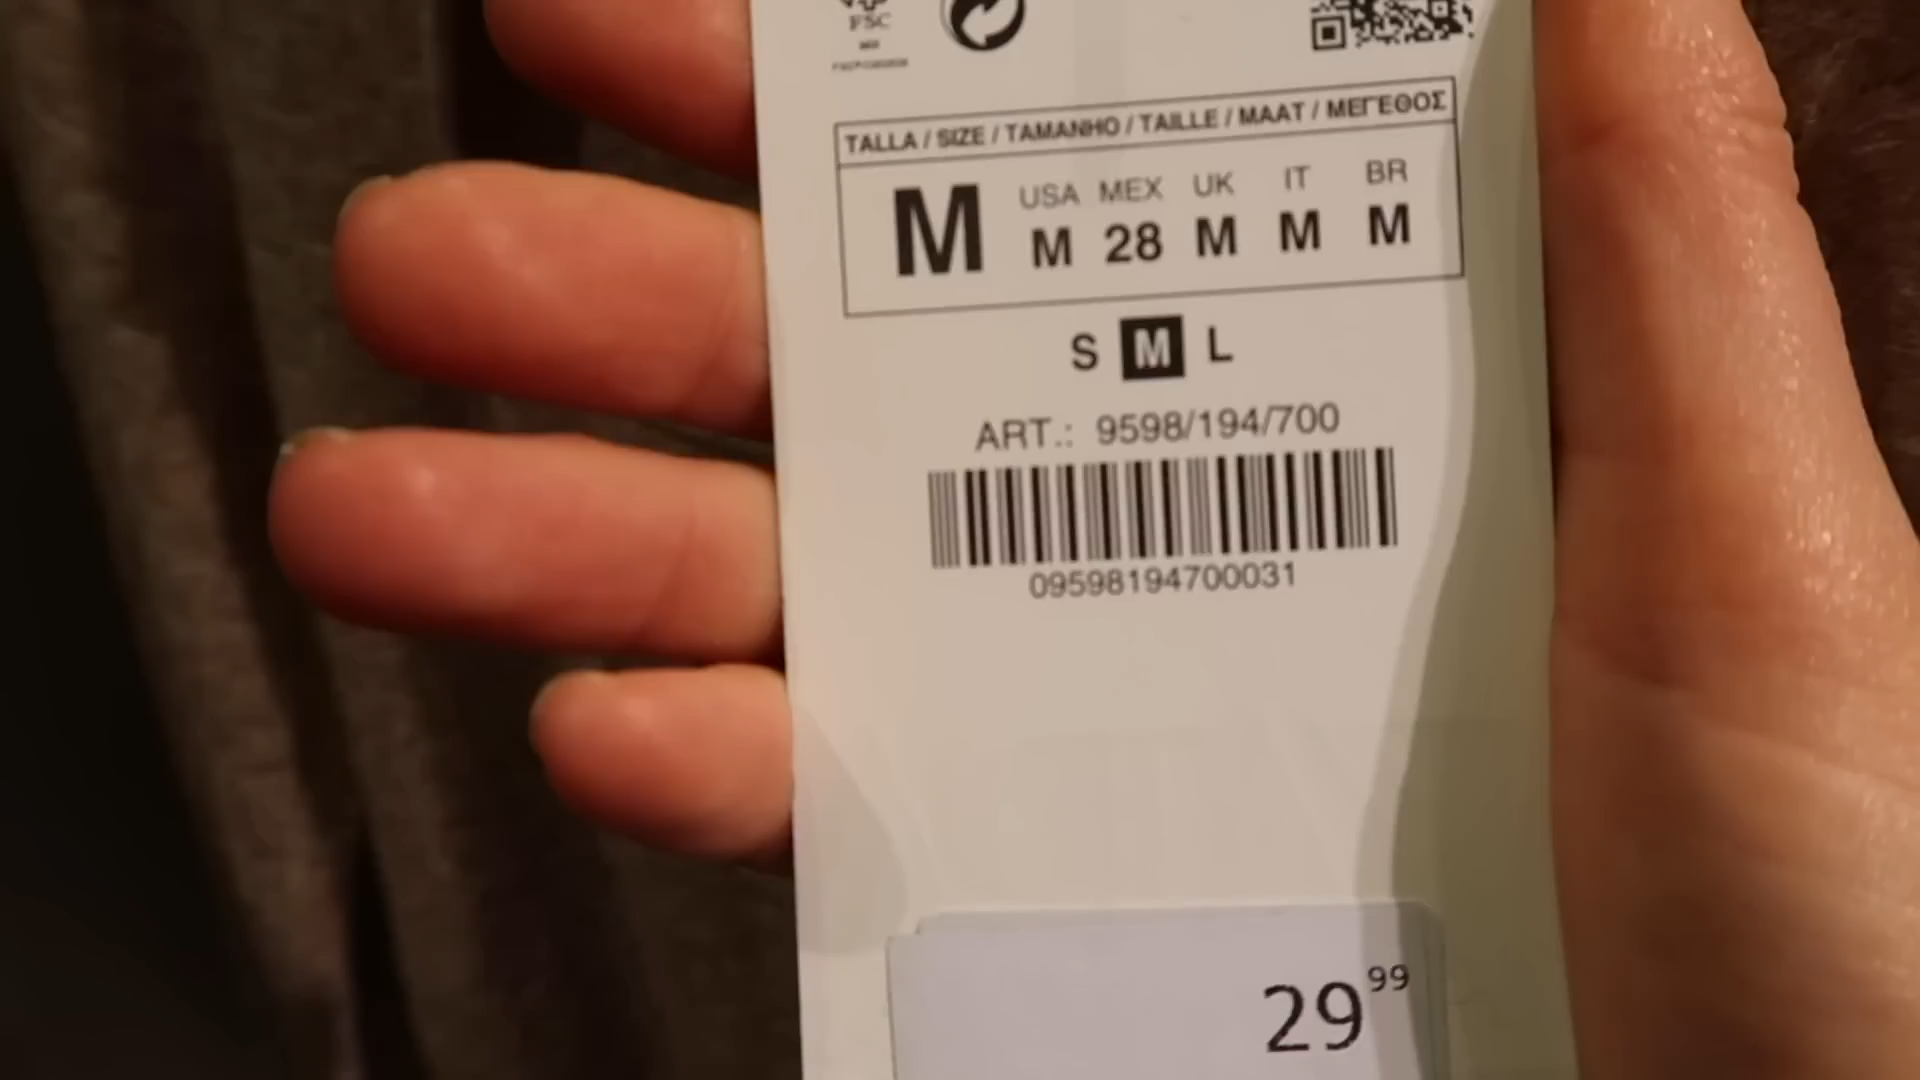 FSC
TALLA / SIZE / TAMANHO / TAILLE / MAAT / ΜΕΓΕΘΟΣ
M
USA MEX UK IT BR
M 28 M M M
S M L
ART.: 9598/194/700
09598194700031
29 99